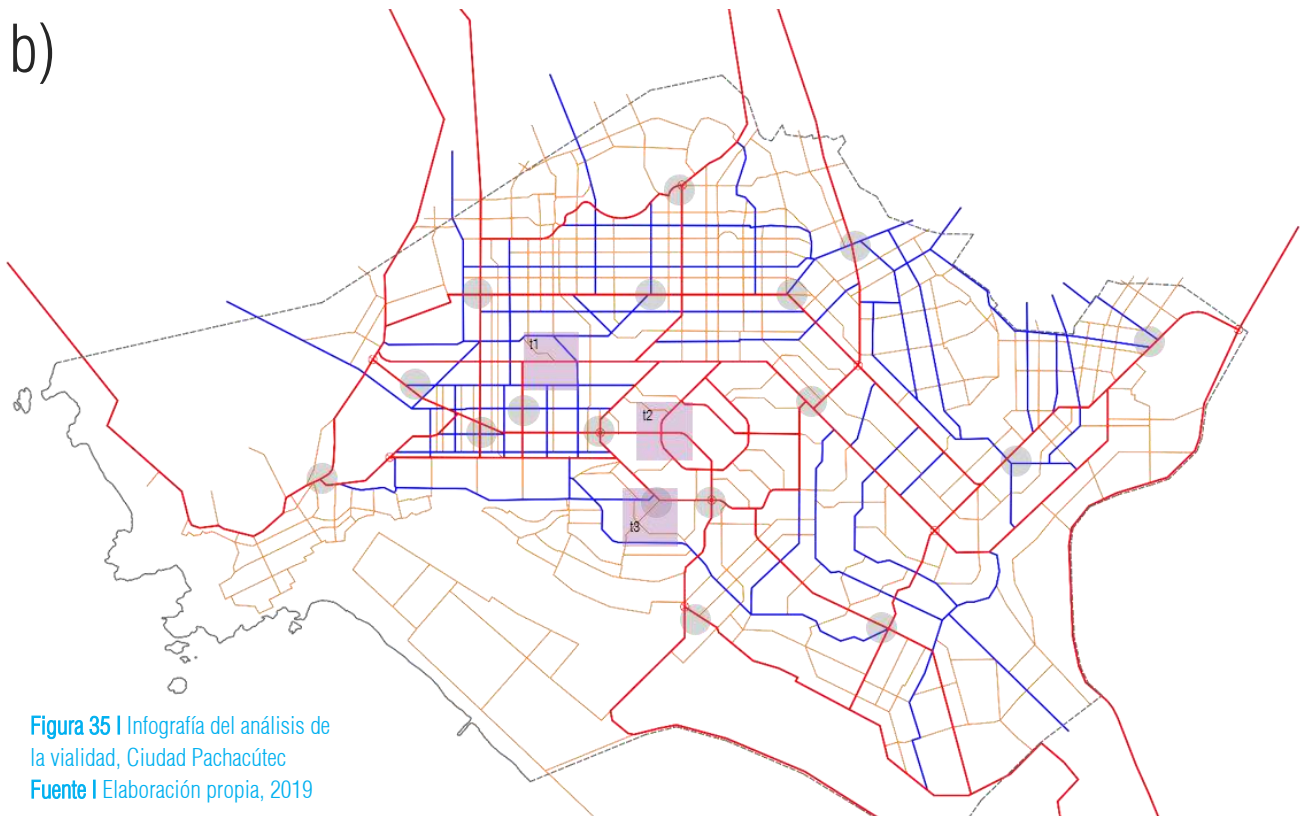 b)
t1
t2
t3
Figura 35 | Infografía del análisis de
la vialidad, Ciudad Pachacútec
Fuente | Elaboración propia, 2019